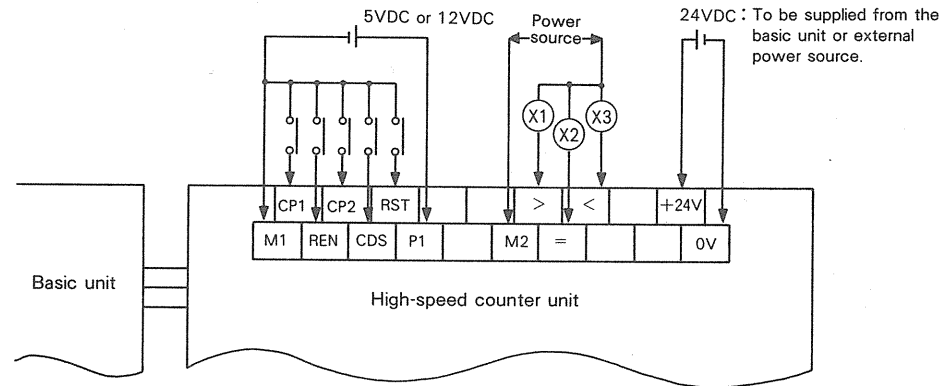 5VDC or 12VDC
Power
source
24VDC: To be supplied from the
basic unit or external
power source.
X1
X2
X3
CP1 CP2 RST > < +24V
M1 REN CDS P1 M2 = 0V
Basic unit
High-speed counter unit